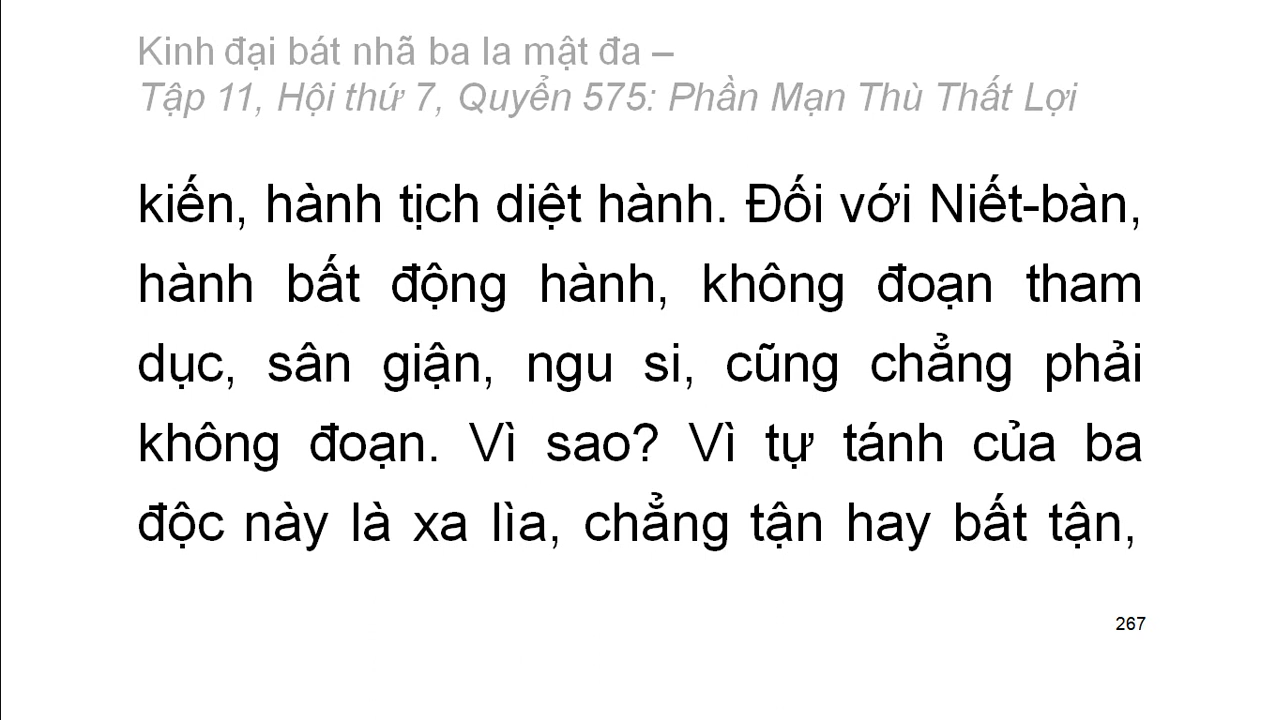 Kinh đại bát nhã ba la mật đa –
Tập 11, Hội thứ 7, Quyển 575: Phần Mạn Thù Thất Lợi
kiến, hành tịch diệt hành. Đối với Niết-bàn,
hành bất động hành, không đoạn tham
dục, sân giận, ngu si, cũng chẳng phải
không đoạn. Vì sao? Vì tự tánh của ba
độc này là xa lìa, chẳng tận hay bất tận,
267